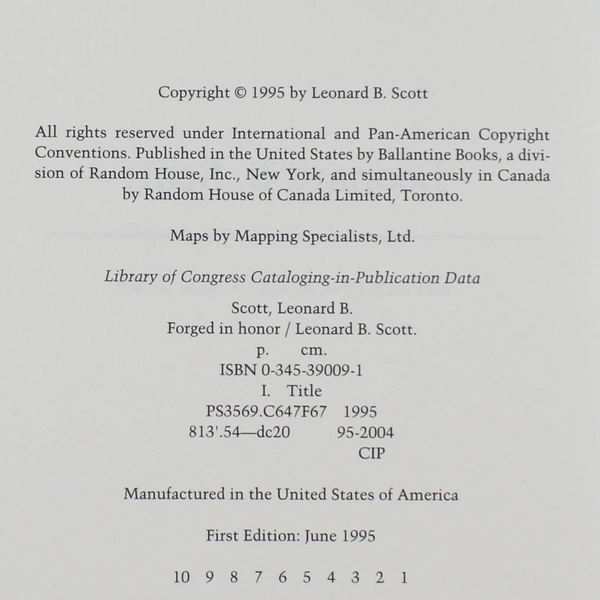 Copyright © 1995 by Leonard B. Scott
All rights reserved under International and Pan-American Copyright
Conventions. Published in the United States by Ballantine Books, a divi-
sion of Random House, Inc., New York, and simultaneously in Canada
by Random House of Canada Limited, Toronto.
Maps by Mapping Specialists, Ltd.
Library of Congress Cataloging-in-Publication Data
Scott, Leonard B.
Forged in honor / Leonard B. Scott.
p. cm.
ISBN 0-345-39009-1
I. Title
PS3569.C647F67 1995
813'.54—dc20 95-2004
CIP
Manufactured in the United States of America
First Edition: June 1995
10 9 8 7 6 5 4 3 2 1